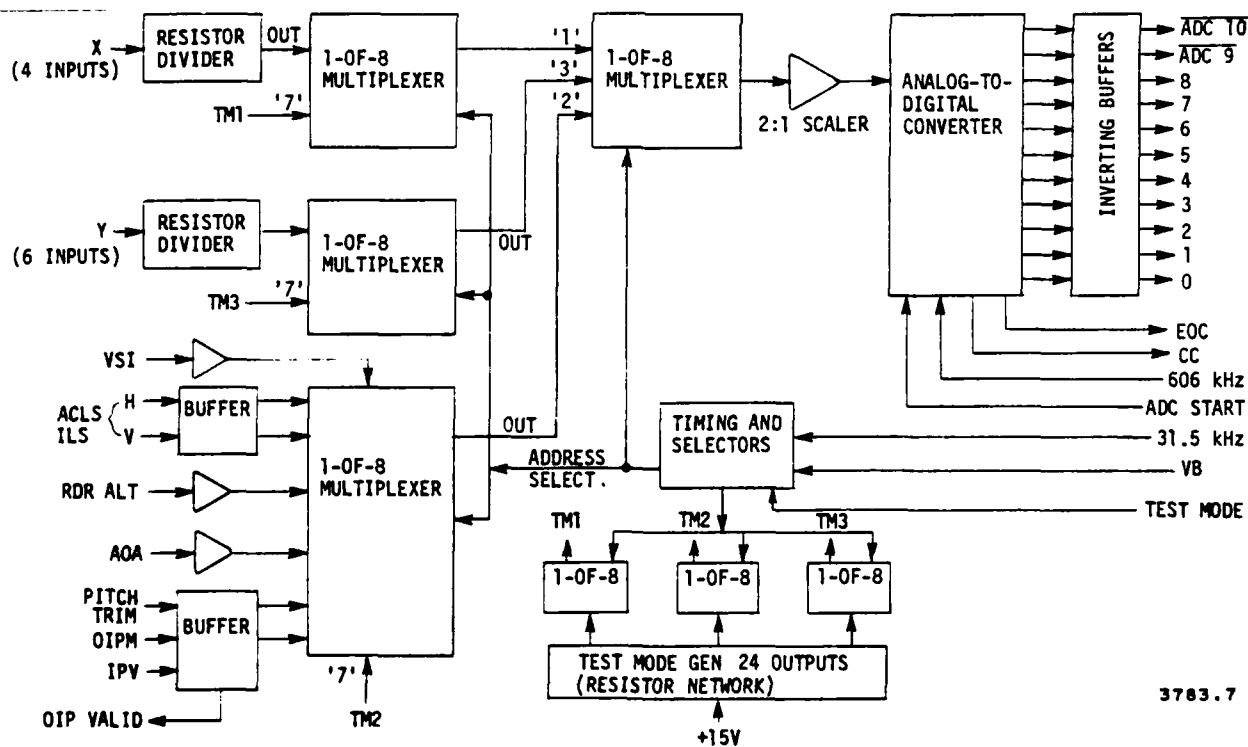 X
(4 INPUTS)
RESISTOR
DIVIDER
OUT
1-OF-8
MULTIPLEXER
TM1
'7'
'1'
'3'
'2'
1-OF-8
MULTIPLEXER
2:1 SCALER
ANALOG-TO-
DIGITAL
CONVERTER
INVERTING BUFFERS
ADC 10
ADC 9
8
7
6
5
4
3
2
1
0
Y
(6 INPUTS)
RESISTOR
DIVIDER
1-OF-8
MULTIPLEXER
OUT
TM3
'7'
EOC
CC
606 kHz
ADC START
31.5 kHz
VB
TEST MODE
VSI
ACLS
ILS
H
V
BUFFER
RDR ALT
AOA
PITCH
TRIM
OIPM
IPV
BUFFER
OIP VALID
1-OF-8
MULTIPLEXER
OUT
'7'
TM2
ADDRESS
SELECT.
TIMING AND
SELECTORS
TM1
TM2
TM3
1-OF-8
1-OF-8
1-OF-8
TEST MODE GEN 24 OUTPUTS
(RESISTOR NETWORK)
+15V
3783.7